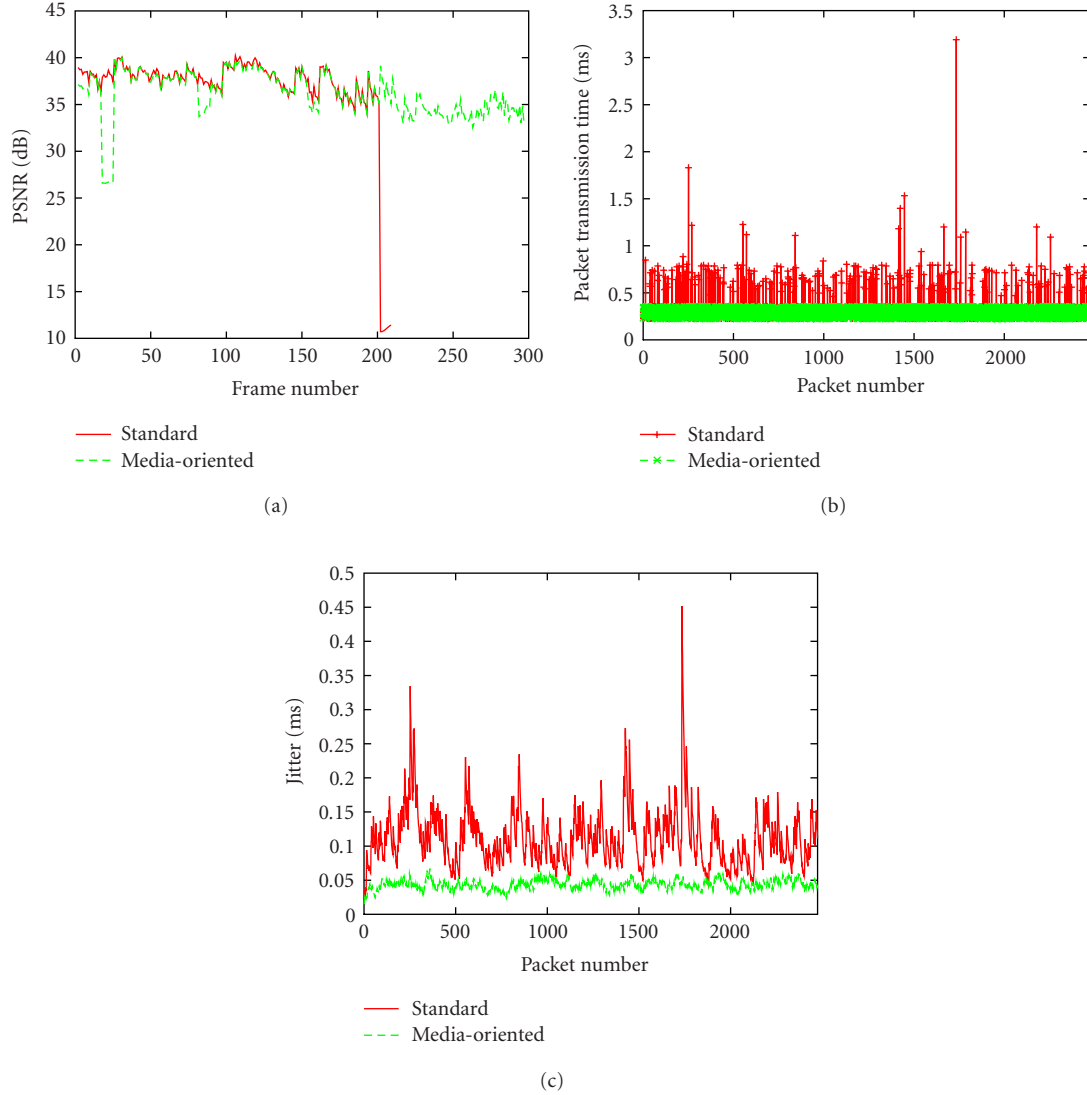 45
40
35
30
25
20
15
10
PSNR (dB)
0 50 100 150 200 250 300
Frame number
Standard
Media-oriented
(a)
3.5
3
2.5
2
1.5
1
0.5
0
Packet transmission time (ms)
0 500 1000 1500 2000
Packet number
Standard
Media-oriented
(b)
0.5
0.45
0.4
0.35
0.3
0.25
0.2
0.15
0.1
0.05
0
Jitter (ms)
0 500 1000 1500 2000
Packet number
Standard
Media-oriented
(c)